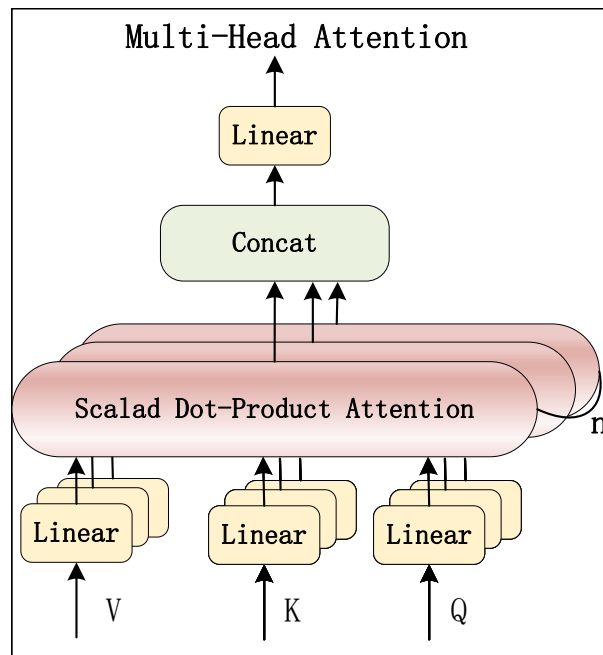 Multi-Head Attention
Linear
Concat
Scalad Dot-Product Attention
n
Linear Linear Linear
V K Q